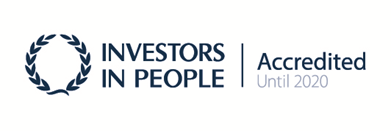 INVESTORS
IN PEOPLE
Accredited
Until 2020